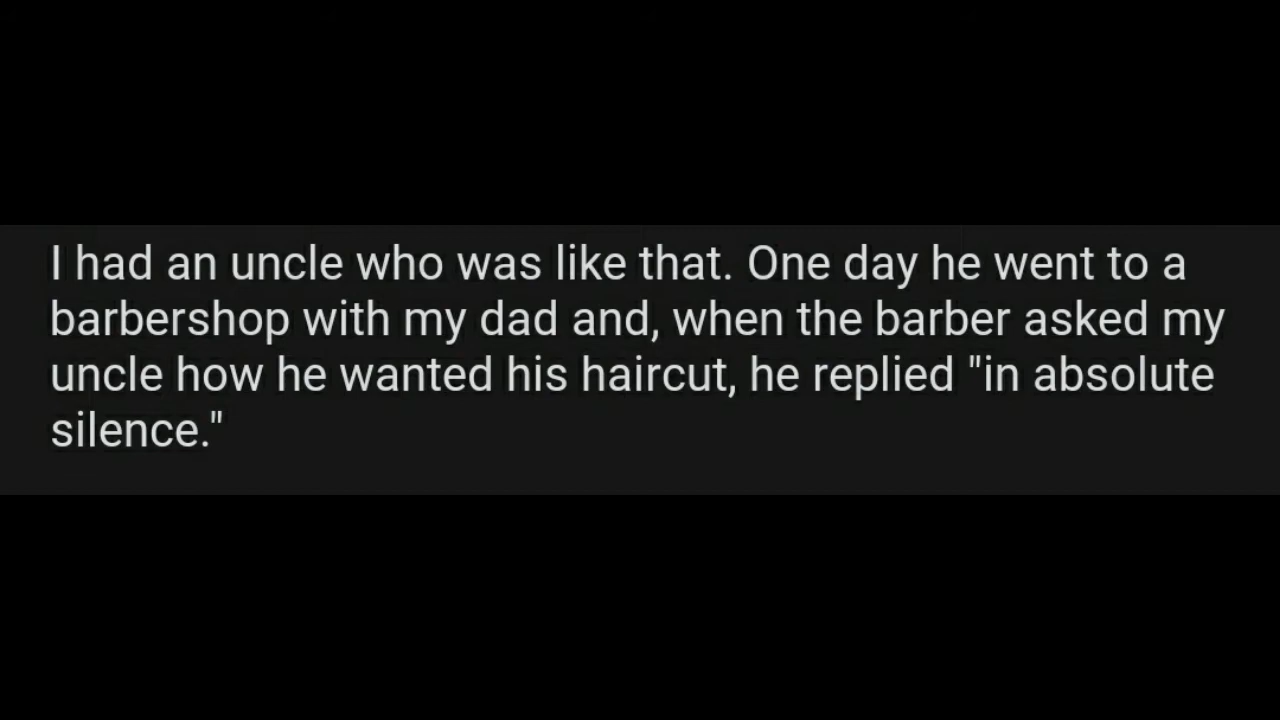 I had an uncle who was like that. One day he went to a
barbershop with my dad and, when the barber asked my
uncle how he wanted his haircut, he replied "in absolute
silence."